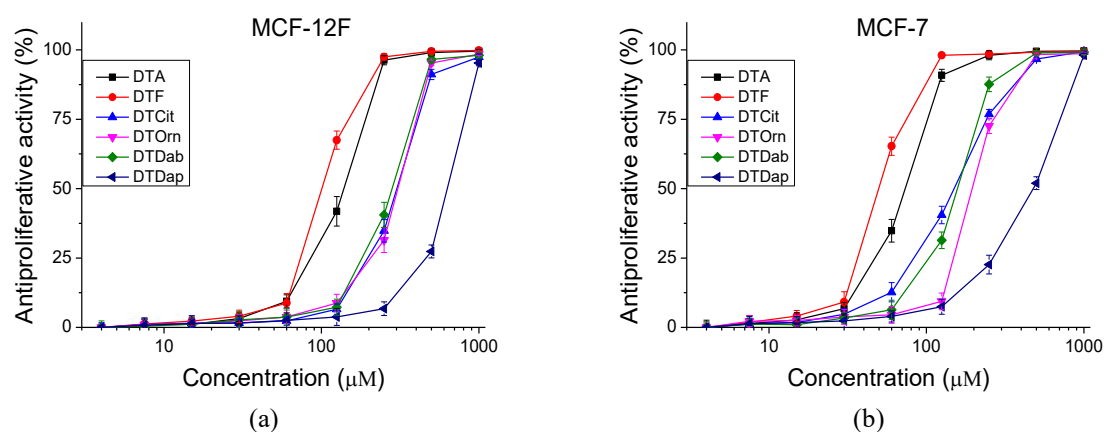 MCF-12F
Antiproliferative activity (%)
100
75
50
25
0
DTA
DTF
DTCit
DTOrn
DTDab
DTDap
10
100
1000
Concentration (μM)
(a)
MCF-7
Antiproliferative activity (%)
100
75
50
25
0
DTA
DTF
DTCit
DTOrn
DTDab
DTDap
10
100
1000
Concentration (μM)
(b)